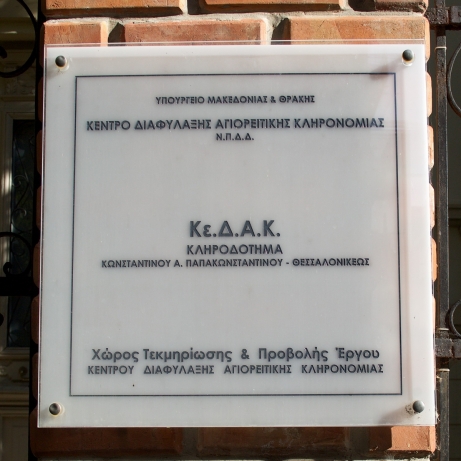 ΥΠΟΥΡΓΕΙΟ ΜΑΚΕΔΟΝΙΑΣ & ΘΡΑΚΗΣ
ΚΕΝΤΡΟ ΔΙΑΦΥΛΑΞΗΣ ΑΓΙΟΡΕΙΤΙΚΗΣ ΚΛΗΡΟΝΟΜΙΑΣ
Ν.Π.Δ.Δ.
Κε.Δ.Α.Κ.
ΚΛΗΡΟΔΟΤΗΜΑ
ΚΩΝΣΤΑΝΤΙΝΟΥ Α. ΠΑΠΑΚΩΝΣΤΑΝΤΙΝΟΥ - ΘΕΣΣΑΛΟΝΙΚΕΩΣ
Χώρος Τεκμηρίωσης & Προβολής Έργου
ΚΕΝΤΡΟΥ ΔΙΑΦΥΛΑΞΗΣ ΑΓΙΟΡΕΙΤΙΚΗΣ ΚΛΗΡΟΝΟΜΙΑΣ